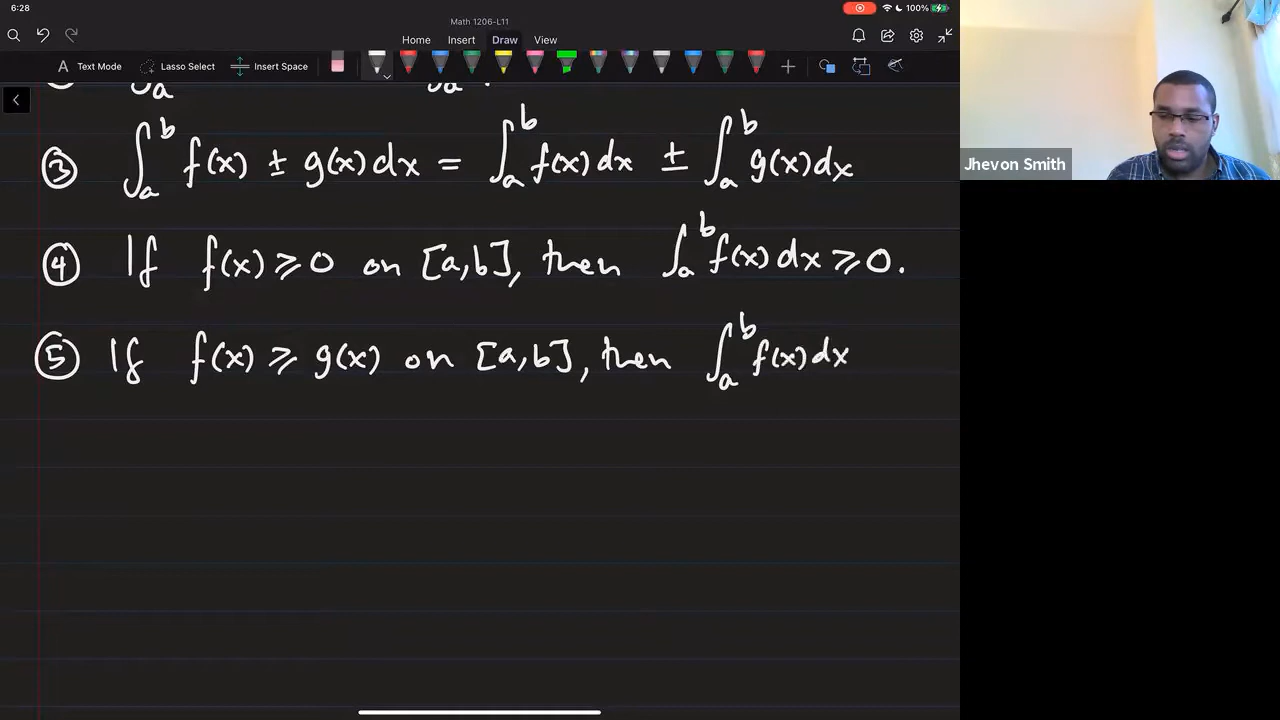 6:28
100%
Math 1206-L11
Home Insert Draw View
Text Mode Lasso Select Insert Space
③ ∫_a^b f(x) ± g(x) dx = ∫_a^b f(x) dx ± ∫_a^b g(x) dx
④ If f(x) ⩾ 0 on [a,b], then ∫_a^b f(x) dx ⩾ 0.
⑤ If f(x) ⩾ g(x) on [a,b], then ∫_a^b f(x) dx
Jhevon Smith